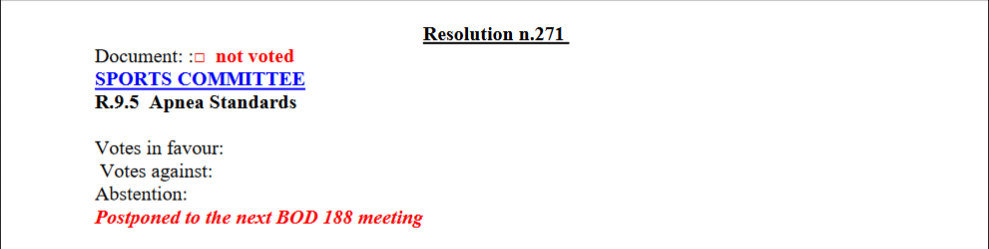 Resolution n.271
Document: :□ not voted
SPORTS COMMITTEE
R.9.5 Apnea Standards
Votes in favour:
Votes against:
Abstention:
Postponed to the next BOD 188 meeting